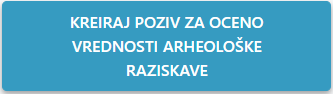 KREIRAJ POZIV ZA OCENO
VREDNOSTI ARHEOLOŠKE
RAZISKAVE